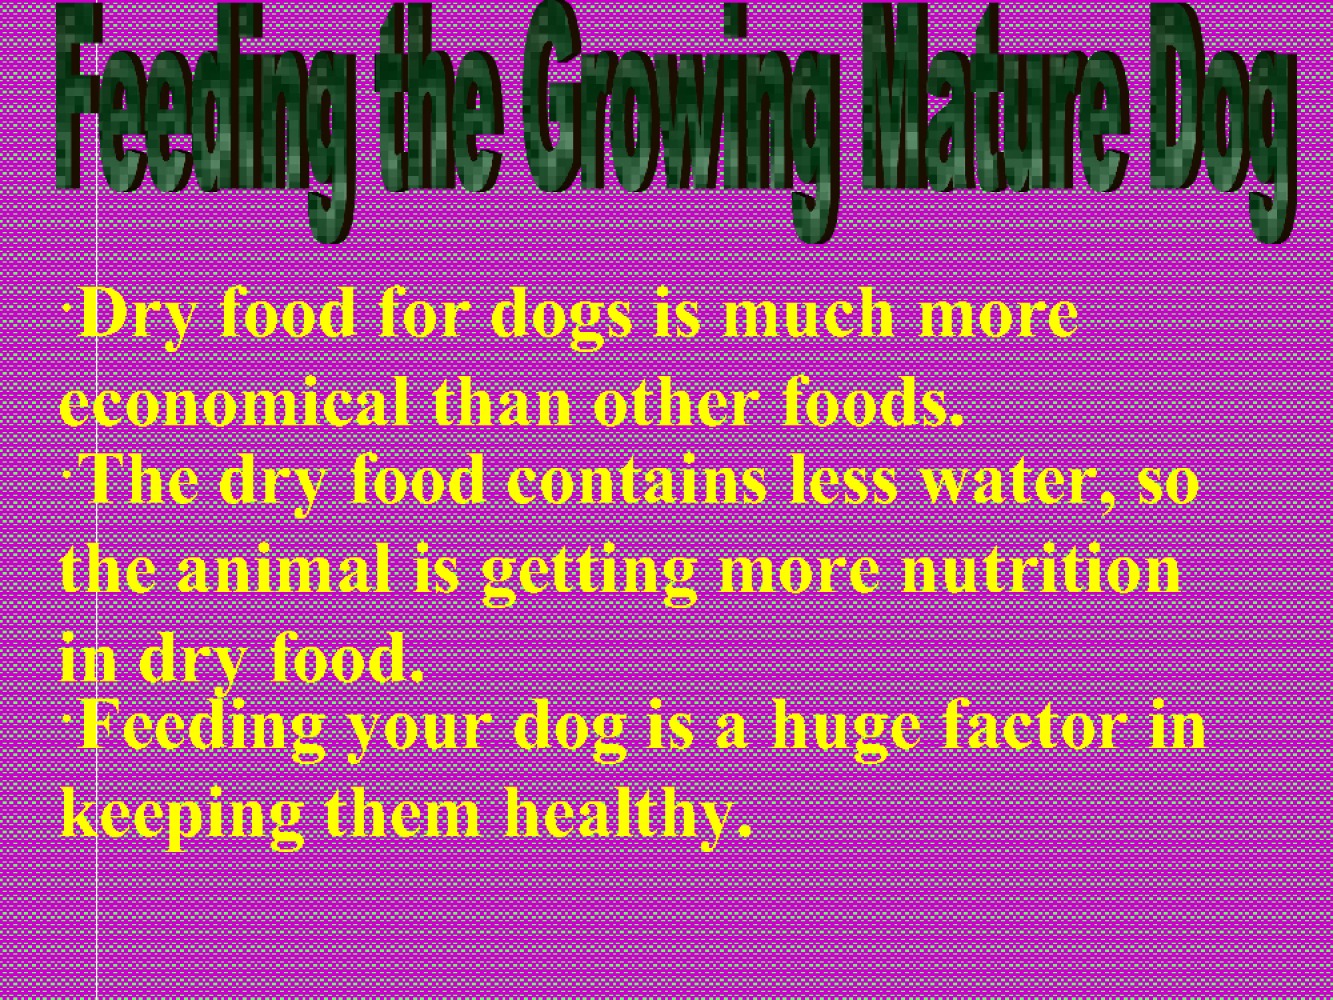 Feeding the Growing Mature Dog
·Dry food for dogs is much more
economical than other foods.
·The dry food contains less water, so
the animal is getting more nutrition
in dry food.
·Feeding your dog is a huge factor in
keeping them healthy.